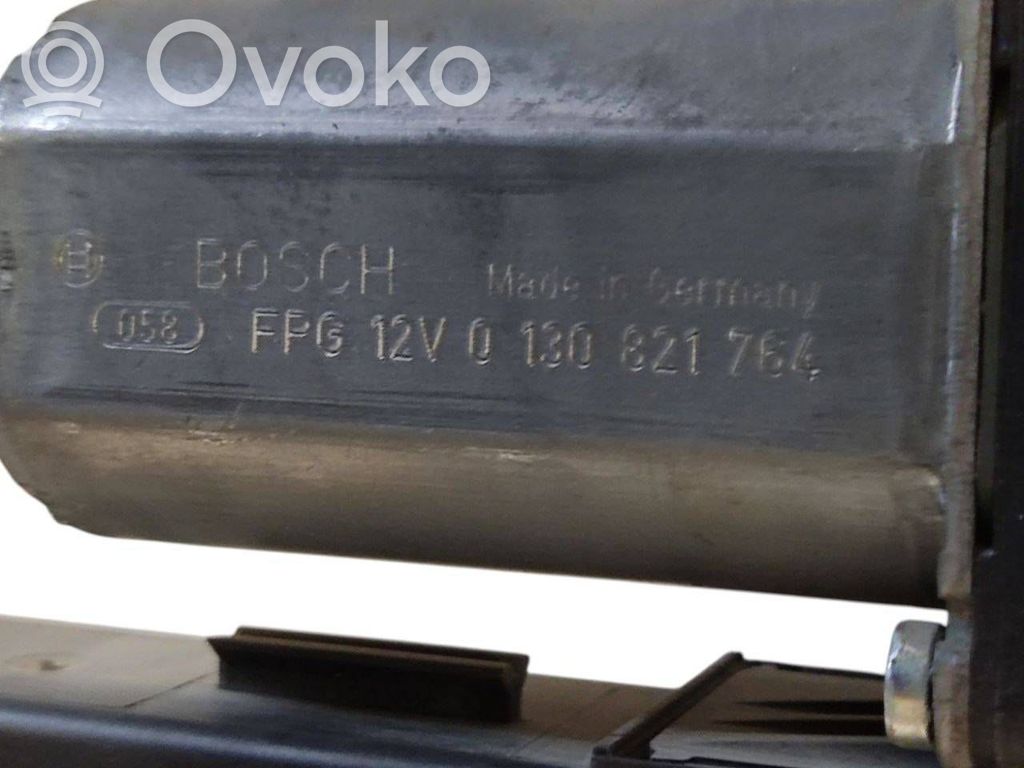 Ovoko
BOSCH Made in Germany
058 FPG 12V 0 130 821 764